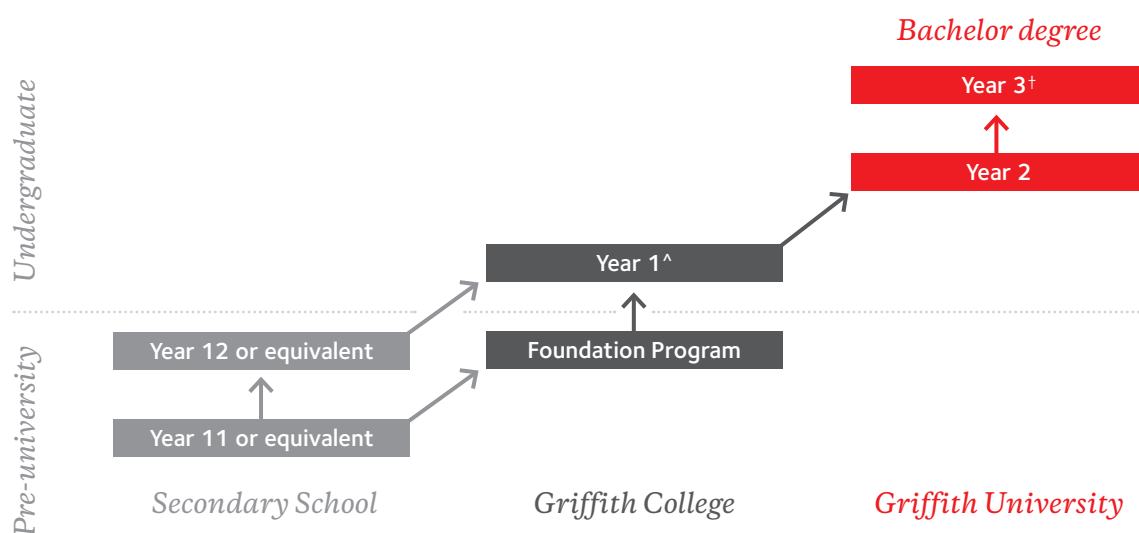 Bachelor degree
Year 3†
Year 2
Undergraduate
Year 1^
Year 12 or equivalent
Foundation Program
Year 11 or equivalent
Pre-university
Secondary School
Griffith College
Griffith University